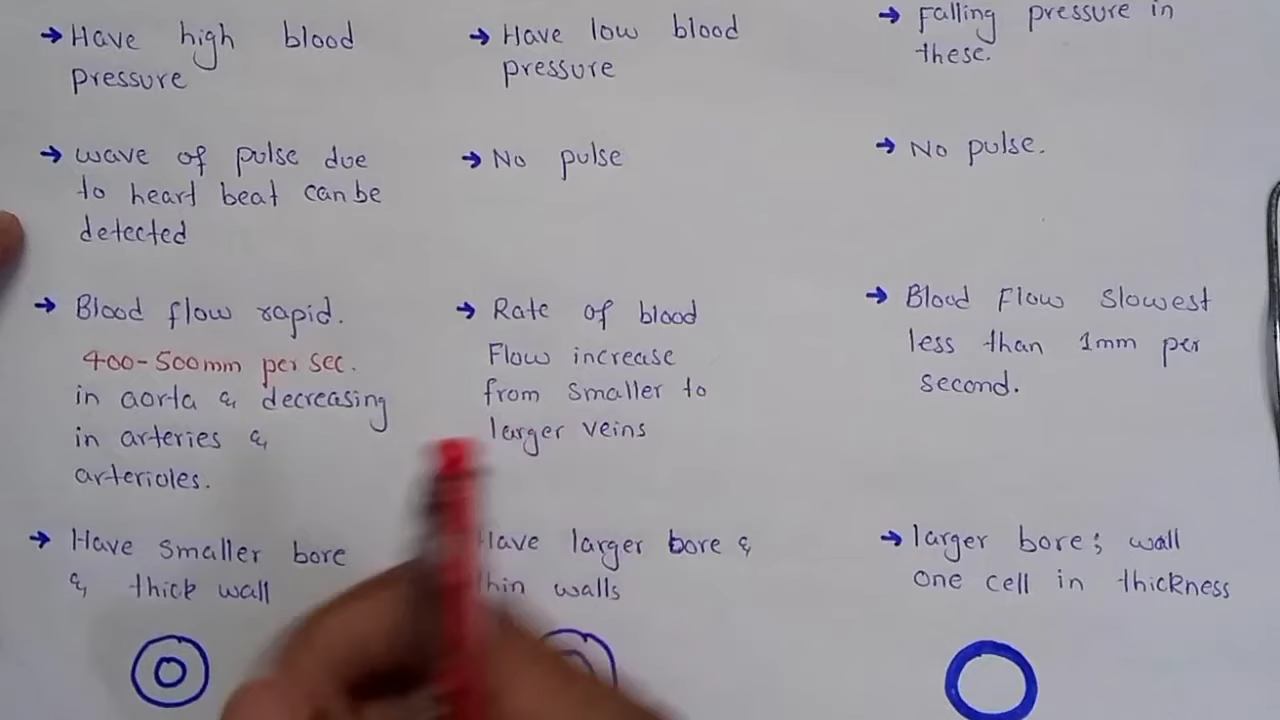 → Have high blood
pressure
→ wave of pulse due
to heart beat can be
detected
→ Blood flow rapid.
400-500mm per sec.
in aorta & decreasing
in arteries &
arterioles.
→ Have smaller bore
& thick wall
→ Have low blood
pressure
→ No pulse
→ Rate of blood
Flow increase
from smaller to
larger veins
Have larger bore &
thin walls
→ Falling pressure in
these.
→ No pulse.
→ Blood Flow slowest
less than 1mm per
second.
→ larger bore; wall
one cell in thickness